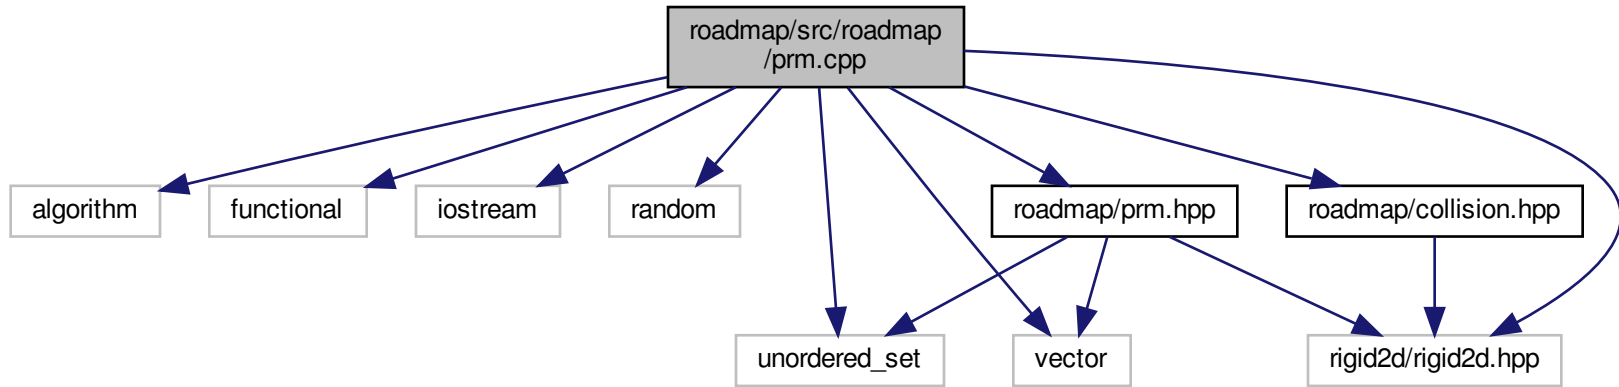 roadmap/src/roadmap
/prm.cpp
algorithm
functional
iostream
random
roadmap/prm.hpp
roadmap/collision.hpp
unordered_set
vector
rigid2d/rigid2d.hpp